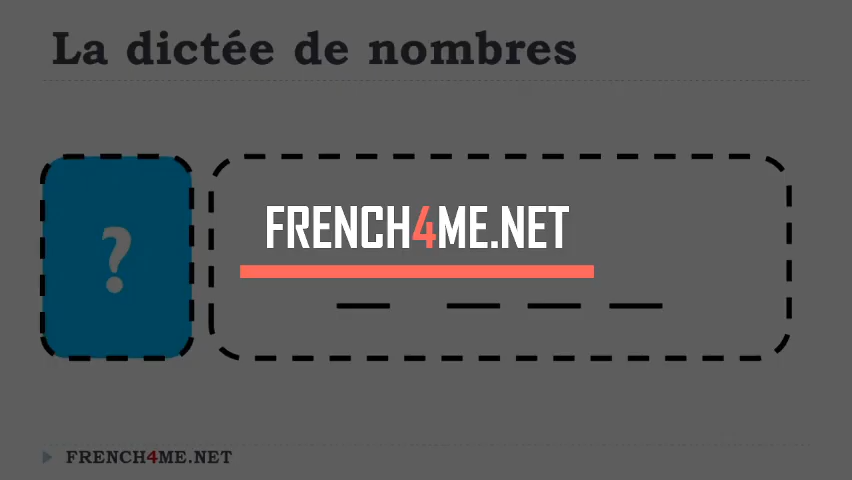 La dictée de nombres
?
FRENCH4ME.NET
FRENCH4ME.NET